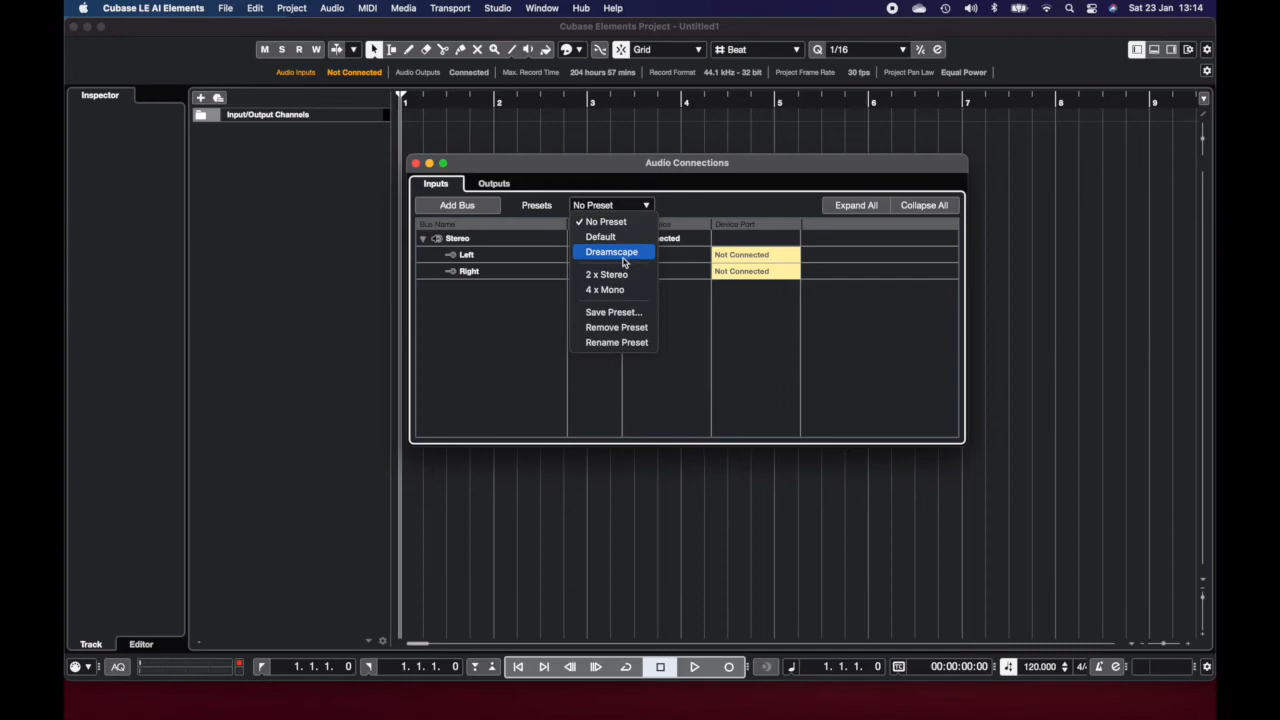 Cubase LE AI Elements File Edit Project Audio MIDI Media Transport Studio Window Hub Help Sat 23 Jan 13:14
Cubase Elements Project - Untitled1
M S R W Grid Beat Q 1/16
Audio Inputs Not Connected Audio Outputs Connected Max. Record Time 204 hours 57 mins Record Format 44.1 kHz - 32 bit Project Frame Rate 30 fps Project Pan Law Equal Power
Inspector
1 2 3 4 5 6 7 8 9
Input/Output Channels
Audio Connections
Inputs Outputs
Add Bus Presets No Preset Expand All Collapse All
Bus Name Device Port
Stereo
Left Not Connected
Right Not Connected
✓ No Preset
Default
Dreamscape
2 x Stereo
4 x Mono
Save Preset...
Remove Preset
Rename Preset
Track Editor
AQ 1. 1. 1. 0 1. 1. 1. 0 1. 1. 1. 0 00:00:00:00 120.000 4/